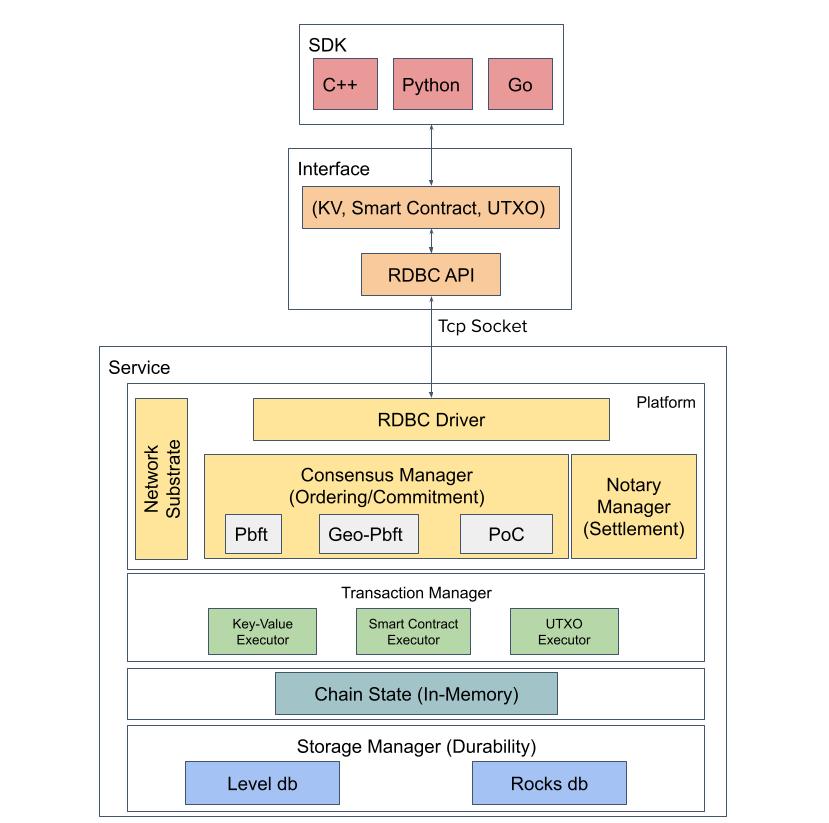 SDK
C++
Python
Go
Interface
(KV, Smart Contract, UTXO)
RDBC API
Tcp Socket
Service
Platform
Network
Substrate
RDBC Driver
Consensus Manager
(Ordering/Commitment)
Pbft
Geo-Pbft
PoC
Notary
Manager
(Settlement)
Transaction Manager
Key-Value
Executor
Smart Contract
Executor
UTXO
Executor
Chain State (In-Memory)
Storage Manager (Durability)
Level db
Rocks db